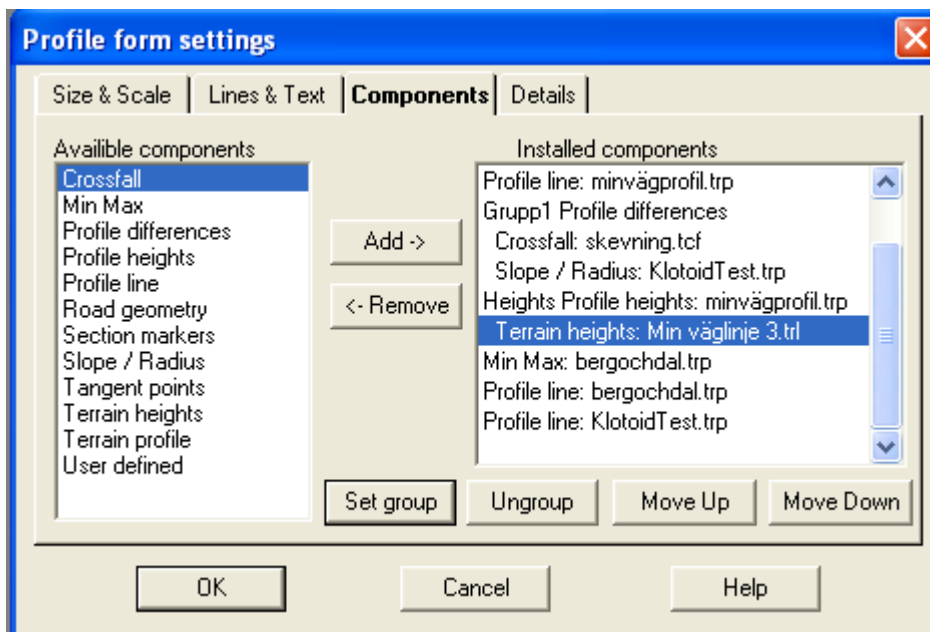 Profile form settings
Size & Scale
Lines & Text
Components
Details
Availible components
Crossfall
Min Max
Profile differences
Profile heights
Profile line
Road geometry
Section markers
Slope / Radius
Tangent points
Terrain heights
Terrain profile
User defined
Add ->
<- Remove
Installed components
Profile line: minvägprofil.trp
Grupp1 Profile differences
Crossfall: skevning.tcf
Slope / Radius: KlotoidTest.trp
Heights Profile heights: minvägprofil.trp
Terrain heights: Min väglinje 3.trl
Min Max: bergochdal.trp
Profile line: bergochdal.trp
Profile line: KlotoidTest.trp
Set group
Ungroup
Move Up
Move Down
OK
Cancel
Help